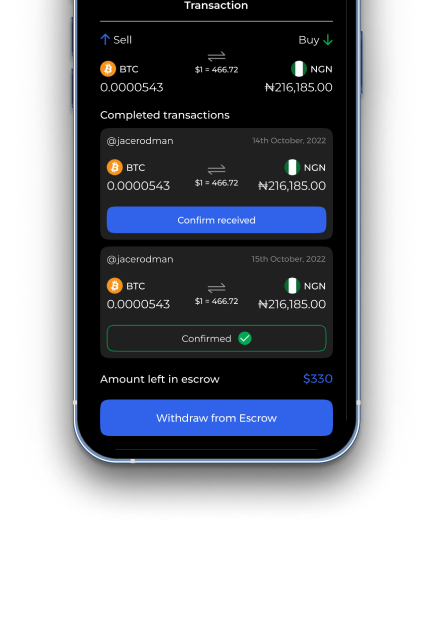 Transaction
Sell
Buy
BTC
$1 = 466.72
NGN
0.0000543
₦216,185.00
Completed transactions
@jacerodman
14th October, 2022
BTC
$1 = 466.72
NGN
0.0000543
₦216,185.00
Confirm received
@jacerodman
15th October, 2022
BTC
$1 = 466.72
NGN
0.0000543
₦216,185.00
Confirmed
Amount left in escrow
$330
Withdraw from Escrow